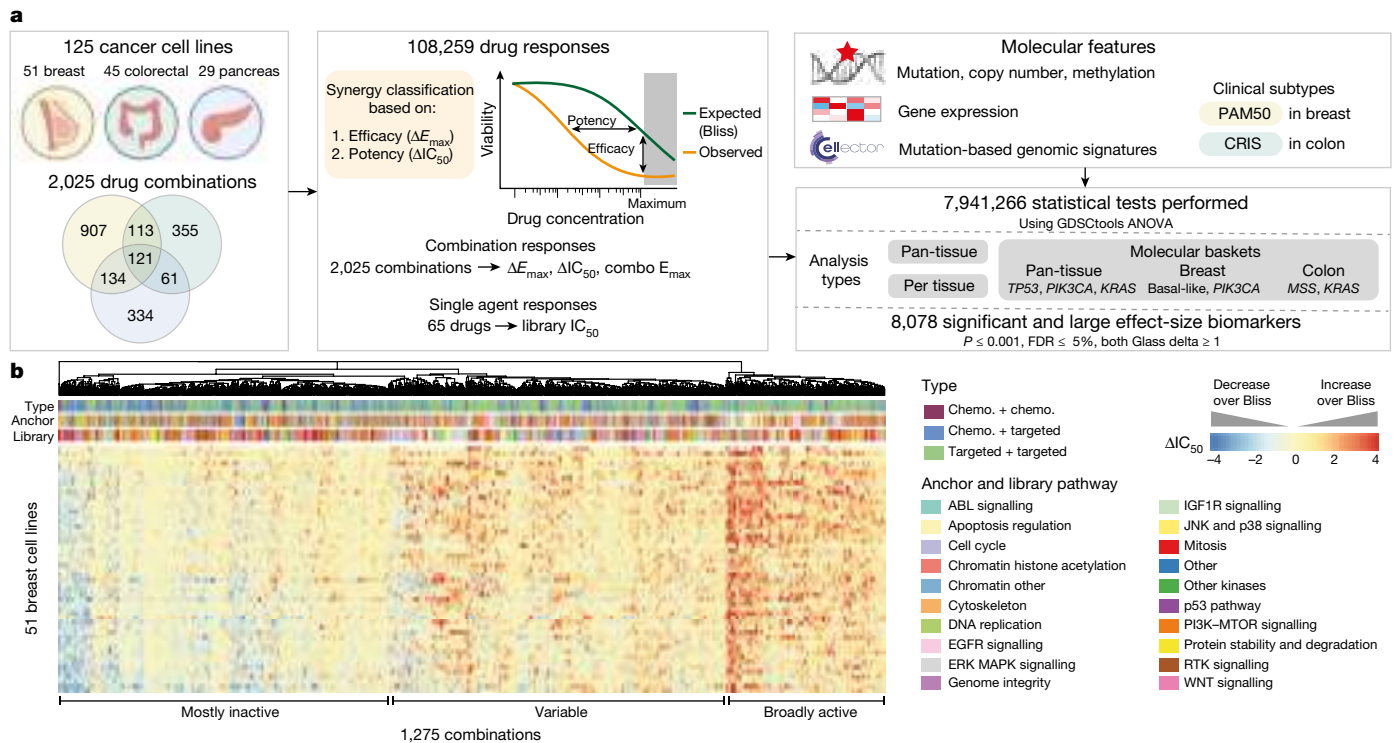 a
125 cancer cell lines
51 breast 45 colorectal 29 pancreas
2,025 drug combinations
907 113 355
121
134 61
334
108,259 drug responses
Synergy classification
based on:
1. Efficacy (ΔEmax)
2. Potency (ΔIC50)
Viability
Potency
Efficacy
Expected
(Bliss)
Observed
Maximum
Drug concentration
Combination responses
2,025 combinations → ΔEmax, ΔIC50, combo Emax
Single agent responses
65 drugs → library IC50
Molecular features
Mutation, copy number, methylation
Gene expression
Cellector
Mutation-based genomic signatures
Clinical subtypes
PAM50 in breast
CRIS in colon
7,941,266 statistical tests performed
Using GDSCtools ANOVA
Analysis
types
Pan-tissue
Per tissue
Molecular baskets
Pan-tissue Breast Colon
TP53, PIK3CA, KRAS Basal-like, PIK3CA MSS, KRAS
8,078 significant and large effect-size biomarkers
P ≤ 0.001, FDR ≤ 5%, both Glass delta ≥ 1
b
Type
Anchor
Library
51 breast cell lines
Mostly inactive Variable Broadly active
1,275 combinations
Type
Chemo. + chemo.
Chemo. + targeted
Targeted + targeted
Decrease
over Bliss
Increase
over Bliss
ΔIC50
−4 −2 0 2 4
Anchor and library pathway
ABL signalling
Apoptosis regulation
Cell cycle
Chromatin histone acetylation
Chromatin other
Cytoskeleton
DNA replication
EGFR signalling
ERK MAPK signalling
Genome integrity
IGF1R signalling
JNK and p38 signalling
Mitosis
Other
Other kinases
p53 pathway
PI3K–MTOR signalling
Protein stability and degradation
RTK signalling
WNT signalling